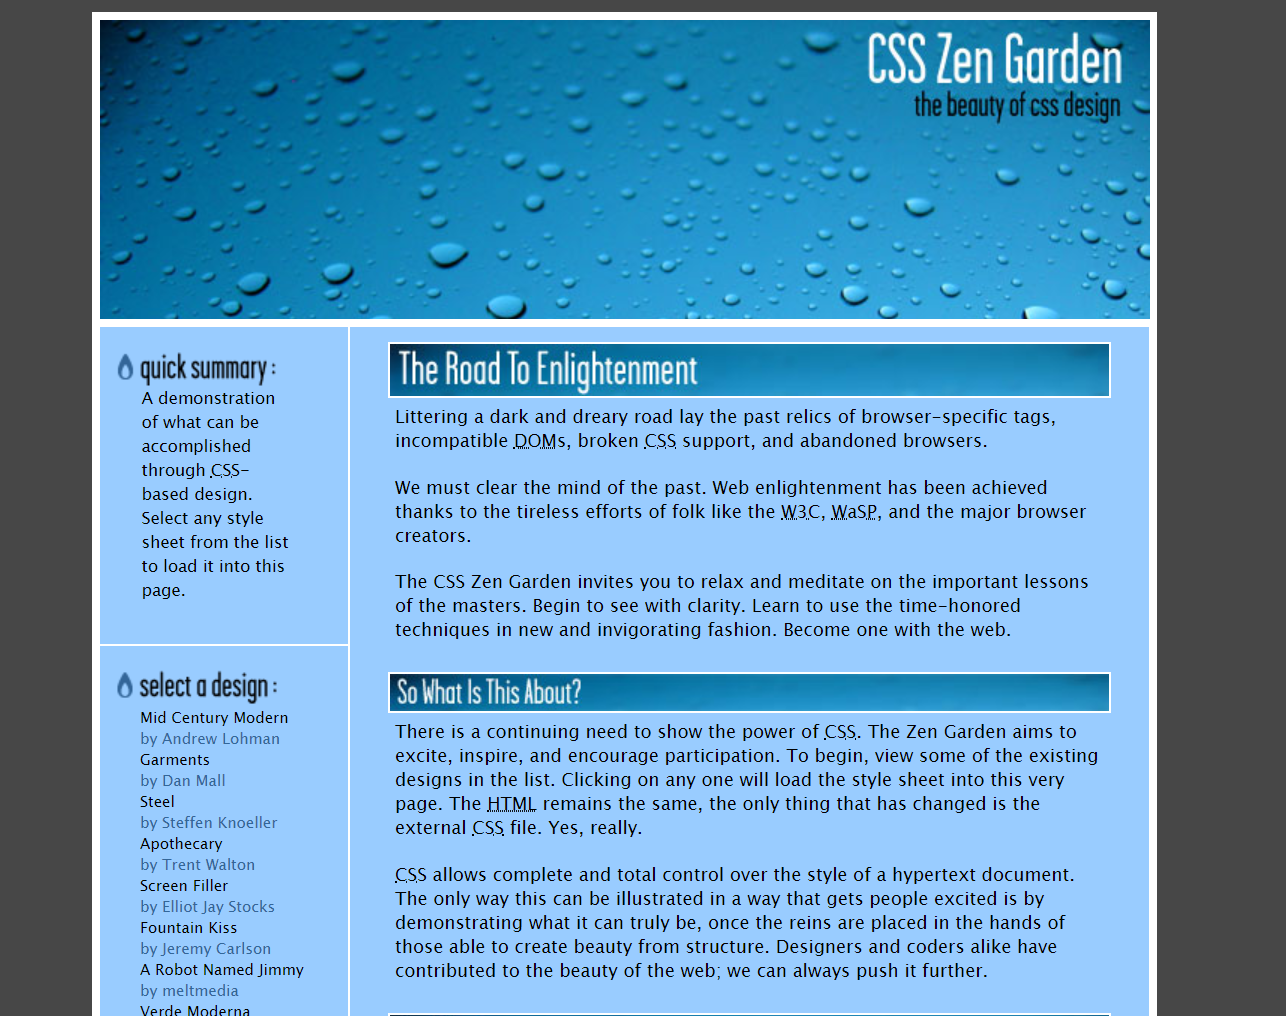 CSS Zen Garden
the beauty of css design
quick summary :
A demonstration
of what can be
accomplished
through CSS-
based design.
Select any style
sheet from the list
to load it into this
page.
select a design :
Mid Century Modern
by Andrew Lohman
Garments
by Dan Mall
Steel
by Steffen Knoeller
Apothecary
by Trent Walton
Screen Filler
by Elliot Jay Stocks
Fountain Kiss
by Jeremy Carlson
A Robot Named Jimmy
by meltmedia
Verde Moderna
The Road To Enlightenment
Littering a dark and dreary road lay the past relics of browser-specific tags,
incompatible DOMs, broken CSS support, and abandoned browsers.
We must clear the mind of the past. Web enlightenment has been achieved
thanks to the tireless efforts of folk like the W3C, WaSP, and the major browser
creators.
The CSS Zen Garden invites you to relax and meditate on the important lessons
of the masters. Begin to see with clarity. Learn to use the time-honored
techniques in new and invigorating fashion. Become one with the web.
So What Is This About?
There is a continuing need to show the power of CSS. The Zen Garden aims to
excite, inspire, and encourage participation. To begin, view some of the existing
designs in the list. Clicking on any one will load the style sheet into this very
page. The HTML remains the same, the only thing that has changed is the
external CSS file. Yes, really.
CSS allows complete and total control over the style of a hypertext document.
The only way this can be illustrated in a way that gets people excited is by
demonstrating what it can truly be, once the reins are placed in the hands of
those able to create beauty from structure. Designers and coders alike have
contributed to the beauty of the web; we can always push it further.